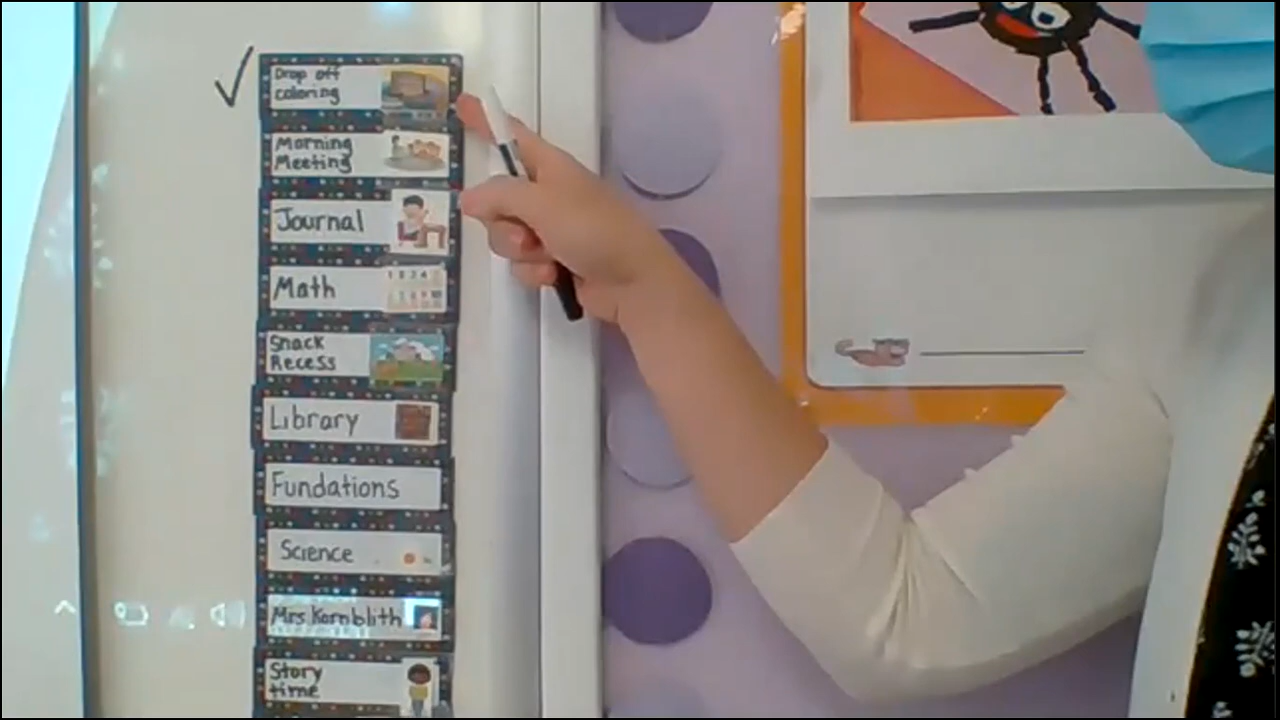 Drop off
coloring
Morning
Meeting
Journal
Math
Snack
Recess
Library
Fundations
Science
Mrs. Kornblith
Story
time